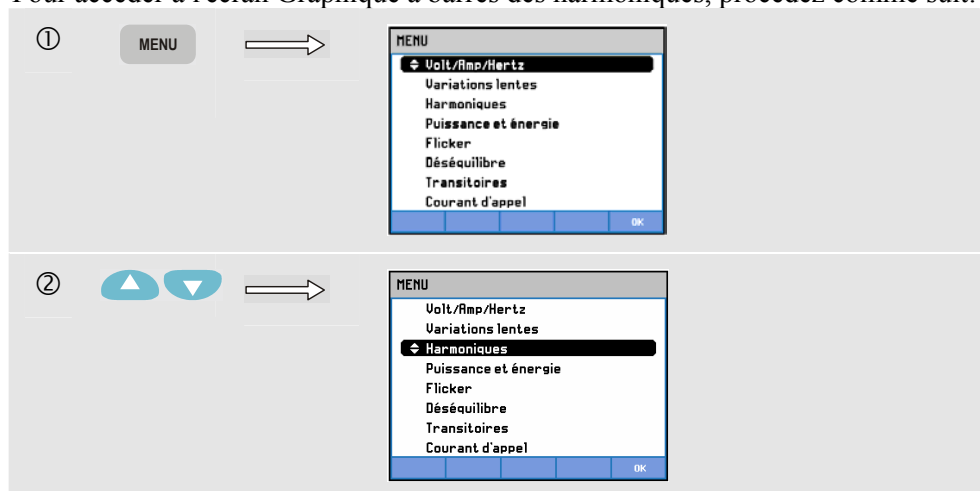 Pour accéder à l'écran Graphique à barres des harmoniques, procédez comme suit:
①
MENU
MENU
Volt/Amp/Hertz
Variations lentes
Harmoniques
Puissance et énergie
Flicker
Déséquilibre
Transitoires
Courant d'appel
OK
②
MENU
Volt/Amp/Hertz
Variations lentes
Harmoniques
Puissance et énergie
Flicker
Déséquilibre
Transitoires
Courant d'appel
OK